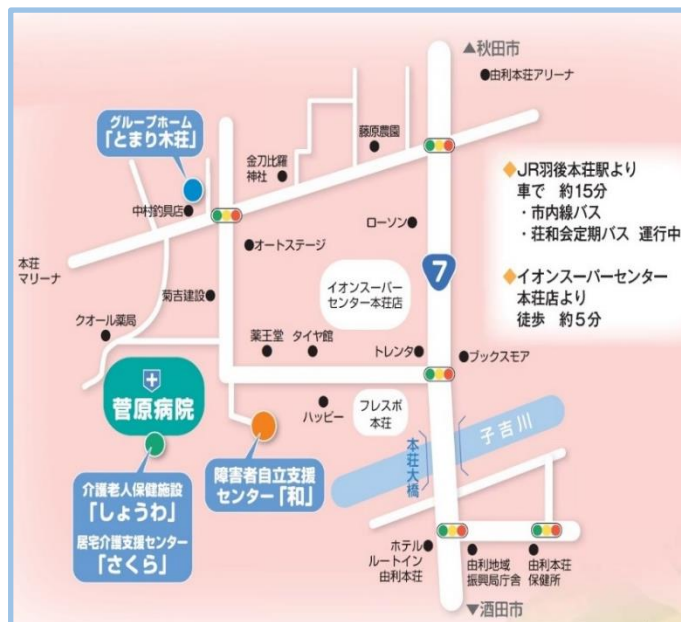 ▲秋田市
由利本荘アリーナ
グループホーム
「とまり木荘」
藤原農園
金刀比羅
神社
中村釣具店
◆JR羽後本荘駅より
車で 約15分
・市内線バス
・荘和会定期バス 運行中
ローソン
オートステージ
本荘
マリーナ
7
イオンスーパー
センター本荘店
◆イオンスーパーセンター
本荘店より
徒歩 約5分
菊吉建設
クオール薬局
薬王堂
タイヤ館
トレンタ
ブックスモア
菅原病院
ハッピー
フレスポ
本荘
子吉川
本荘大橋
障害者自立支援
センター「和」
介護老人保健施設
「しょうわ」
居宅介護支援センター
「さくら」
ホテル
ルートイン
由利本荘
由利地域
振興局庁舎
由利本荘
保健所
▼酒田市